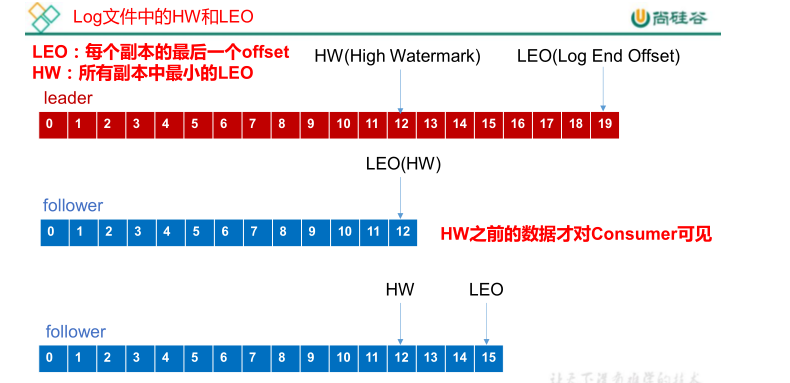 Log文件中的HW和LEO
尚硅谷
LEO：每个副本的最后一个offset
HW：所有副本中最小的LEO
HW(High Watermark)
LEO(Log End Offset)
leader
0 1 2 3 4 5 6 7 8 9 10 11 12 13 14 15 16 17 18 19
LEO(HW)
follower
0 1 2 3 4 5 6 7 8 9 10 11 12
HW之前的数据才对Consumer可见
HW
LEO
follower
0 1 2 3 4 5 6 7 8 9 10 11 12 13 14 15